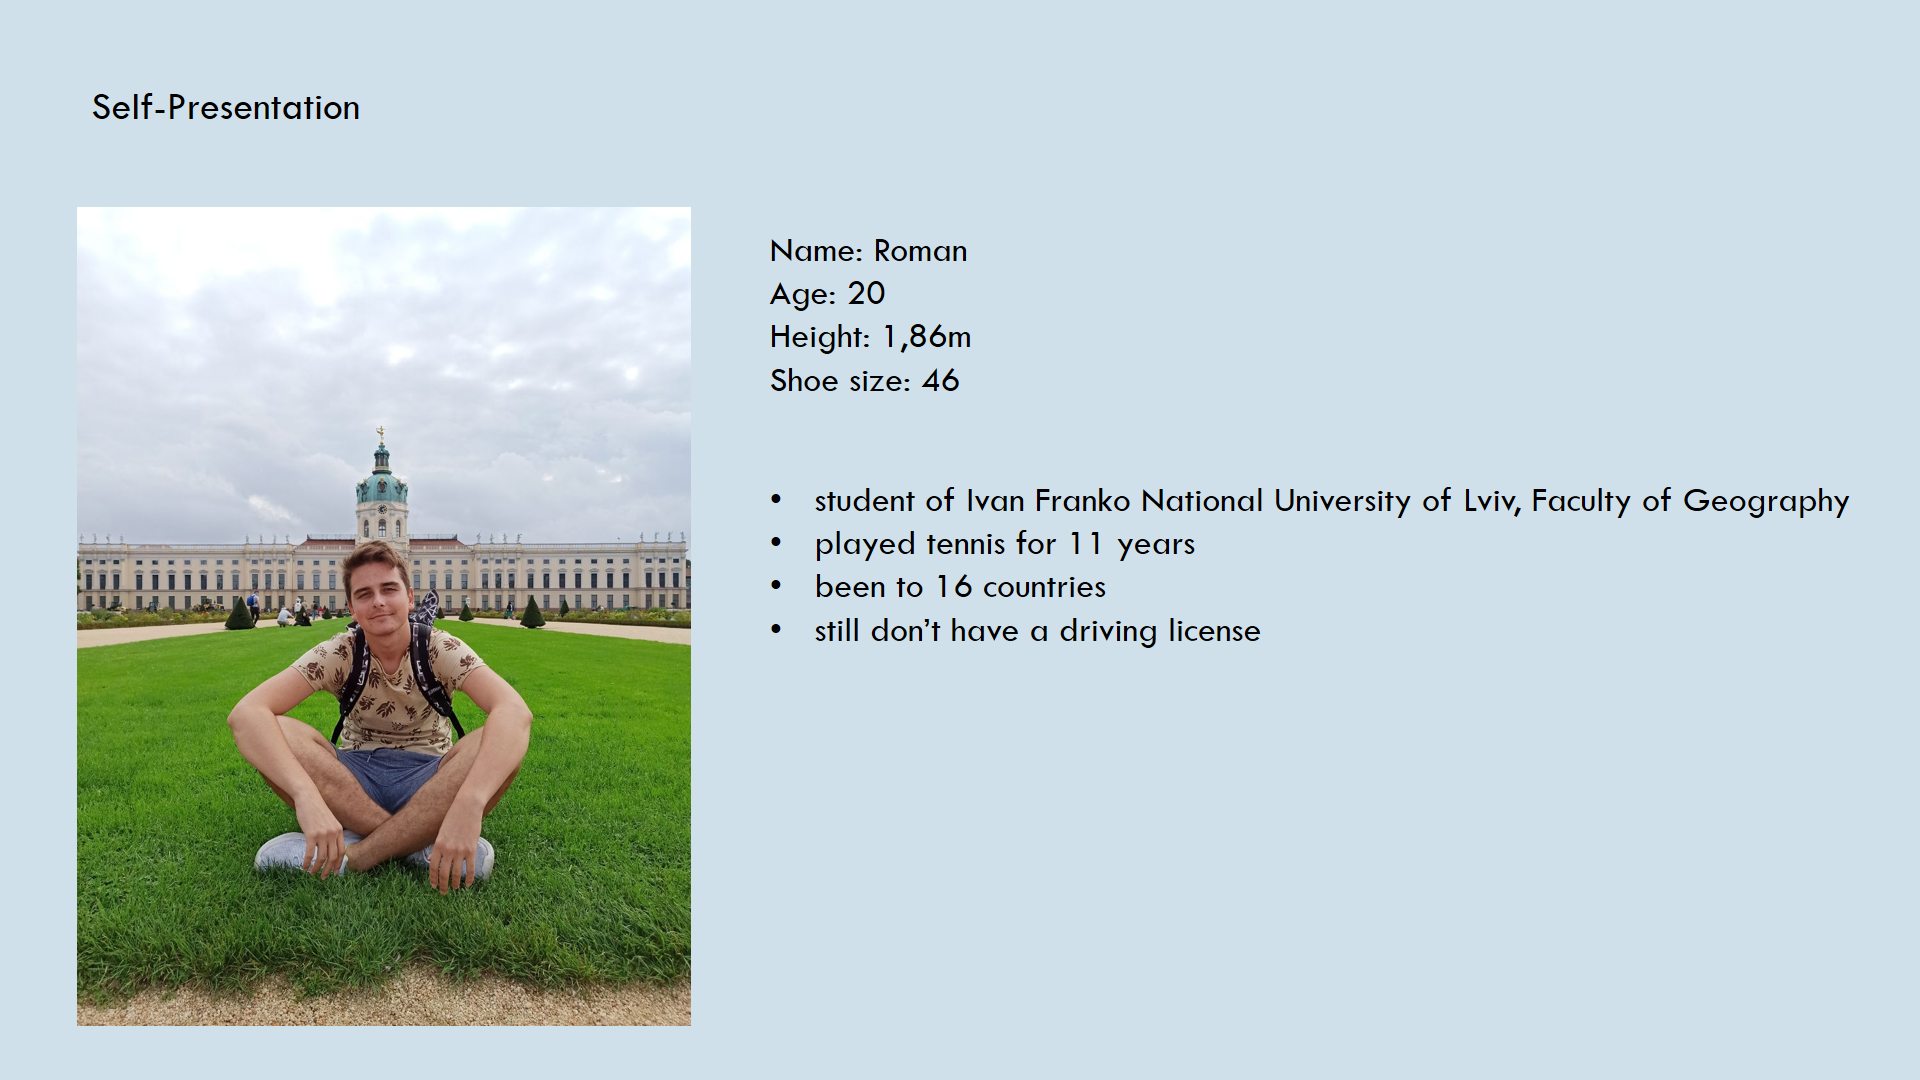 Self-Presentation
Name: Roman
Age: 20
Height: 1,86m
Shoe size: 46
• student of Ivan Franko National University of Lviv, Faculty of Geography
• played tennis for 11 years
• been to 16 countries
• still don’t have a driving license